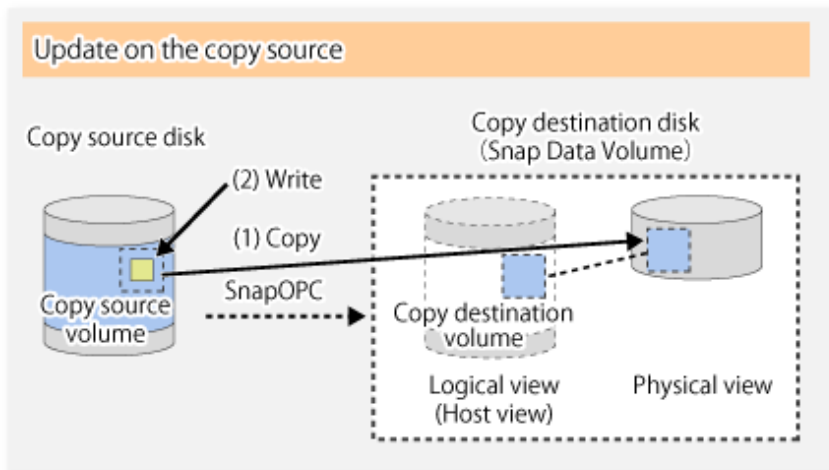 Update on the copy source
Copy source disk
Copy destination disk
(Snap Data Volume)
(2) Write
(1) Copy
SnapOPC
Copy source
volume
Copy destination
volume
Logical view
(Host view)
Physical view